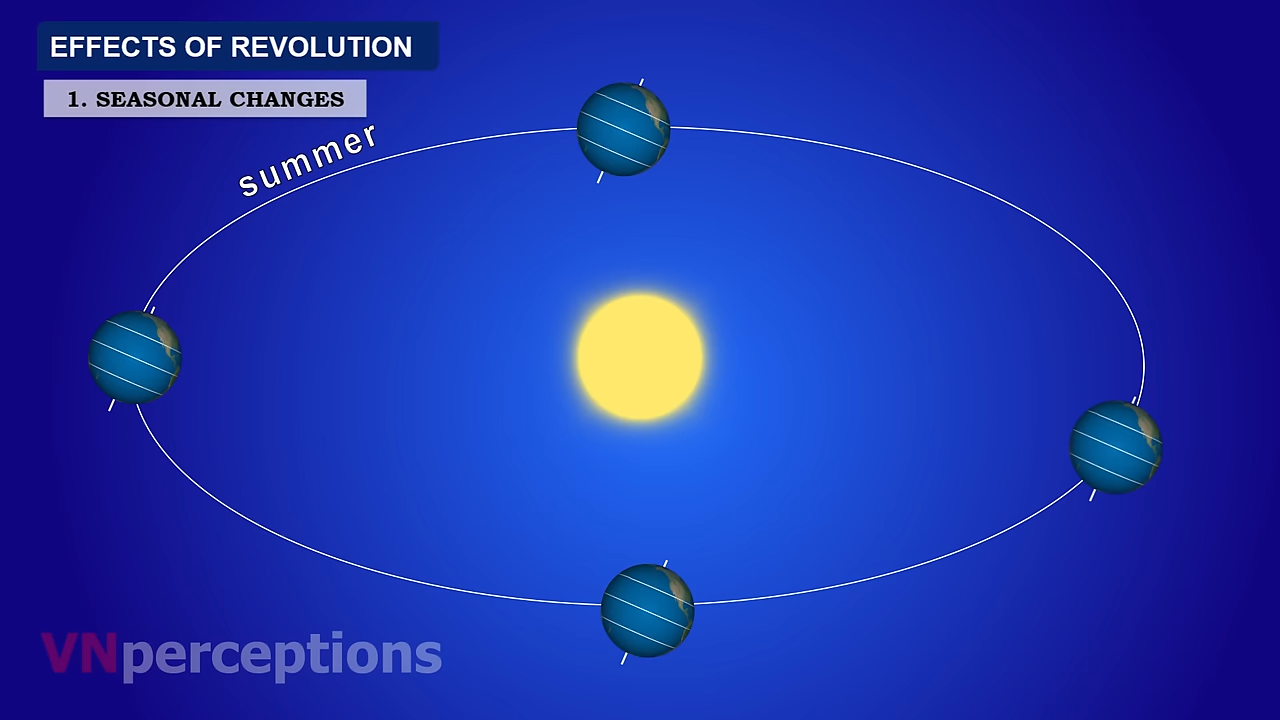 EFFECTS OF REVOLUTION
1. SEASONAL CHANGES
summer
VNperceptions